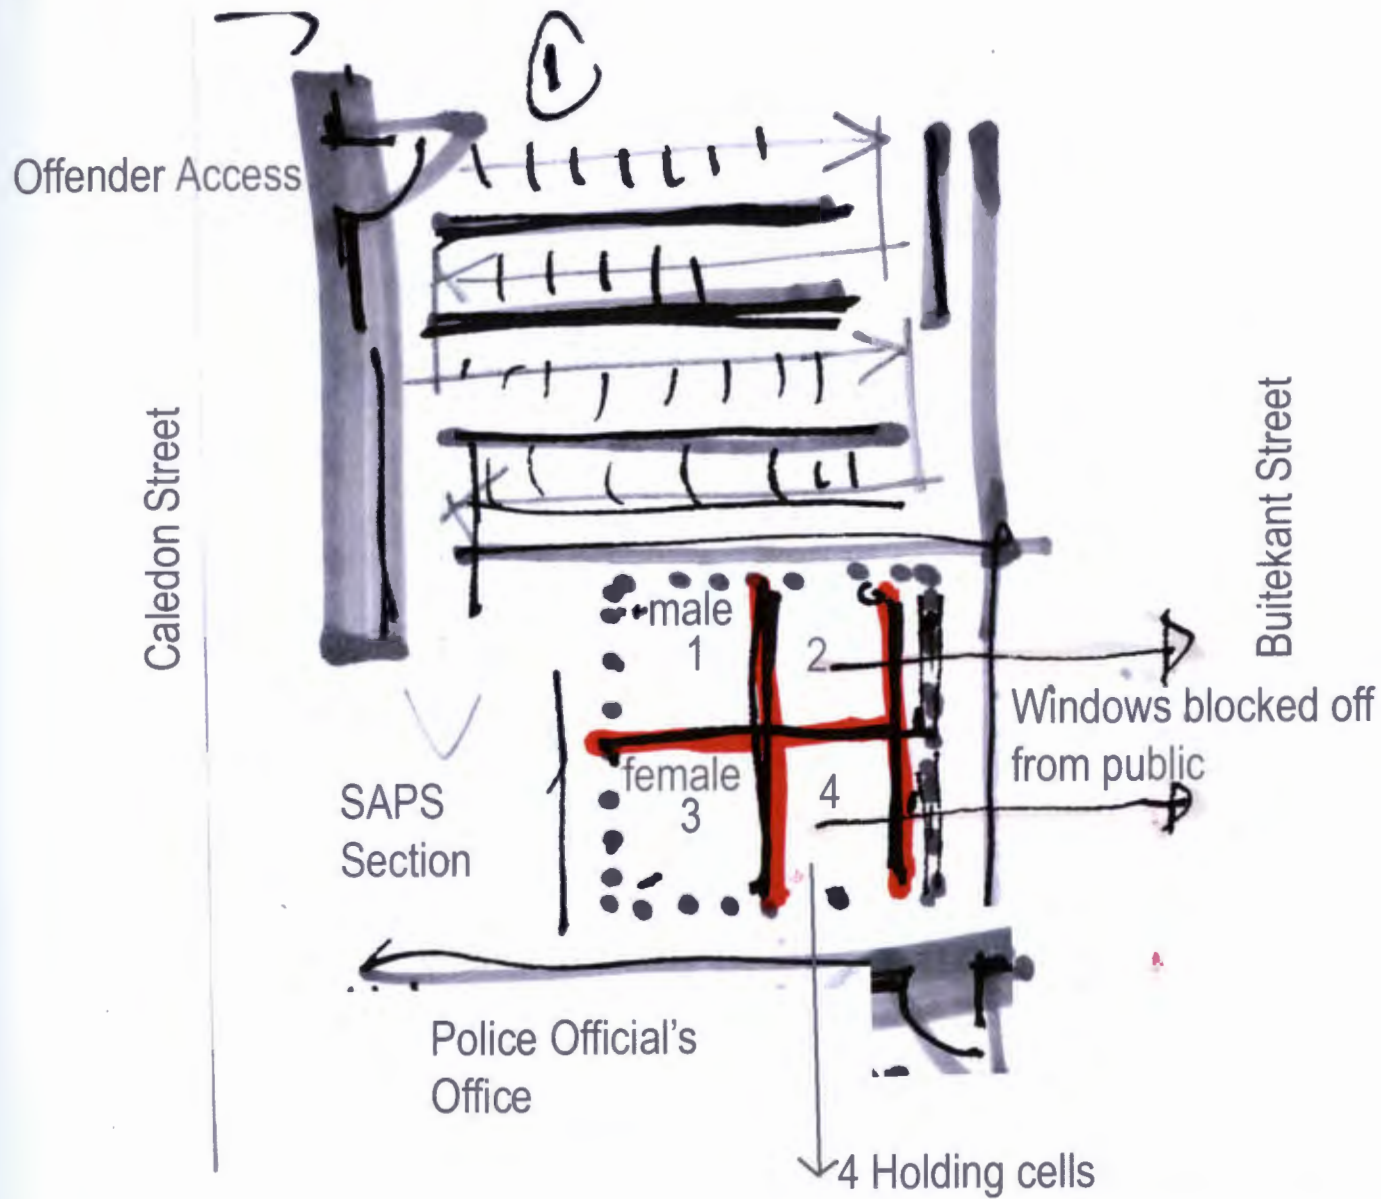 1
Offender Access
Caledon Street
Buitekant Street
male
1
2
Windows blocked off
from public
female
3
4
SAPS
Section
Police Official's
Office
4 Holding cells